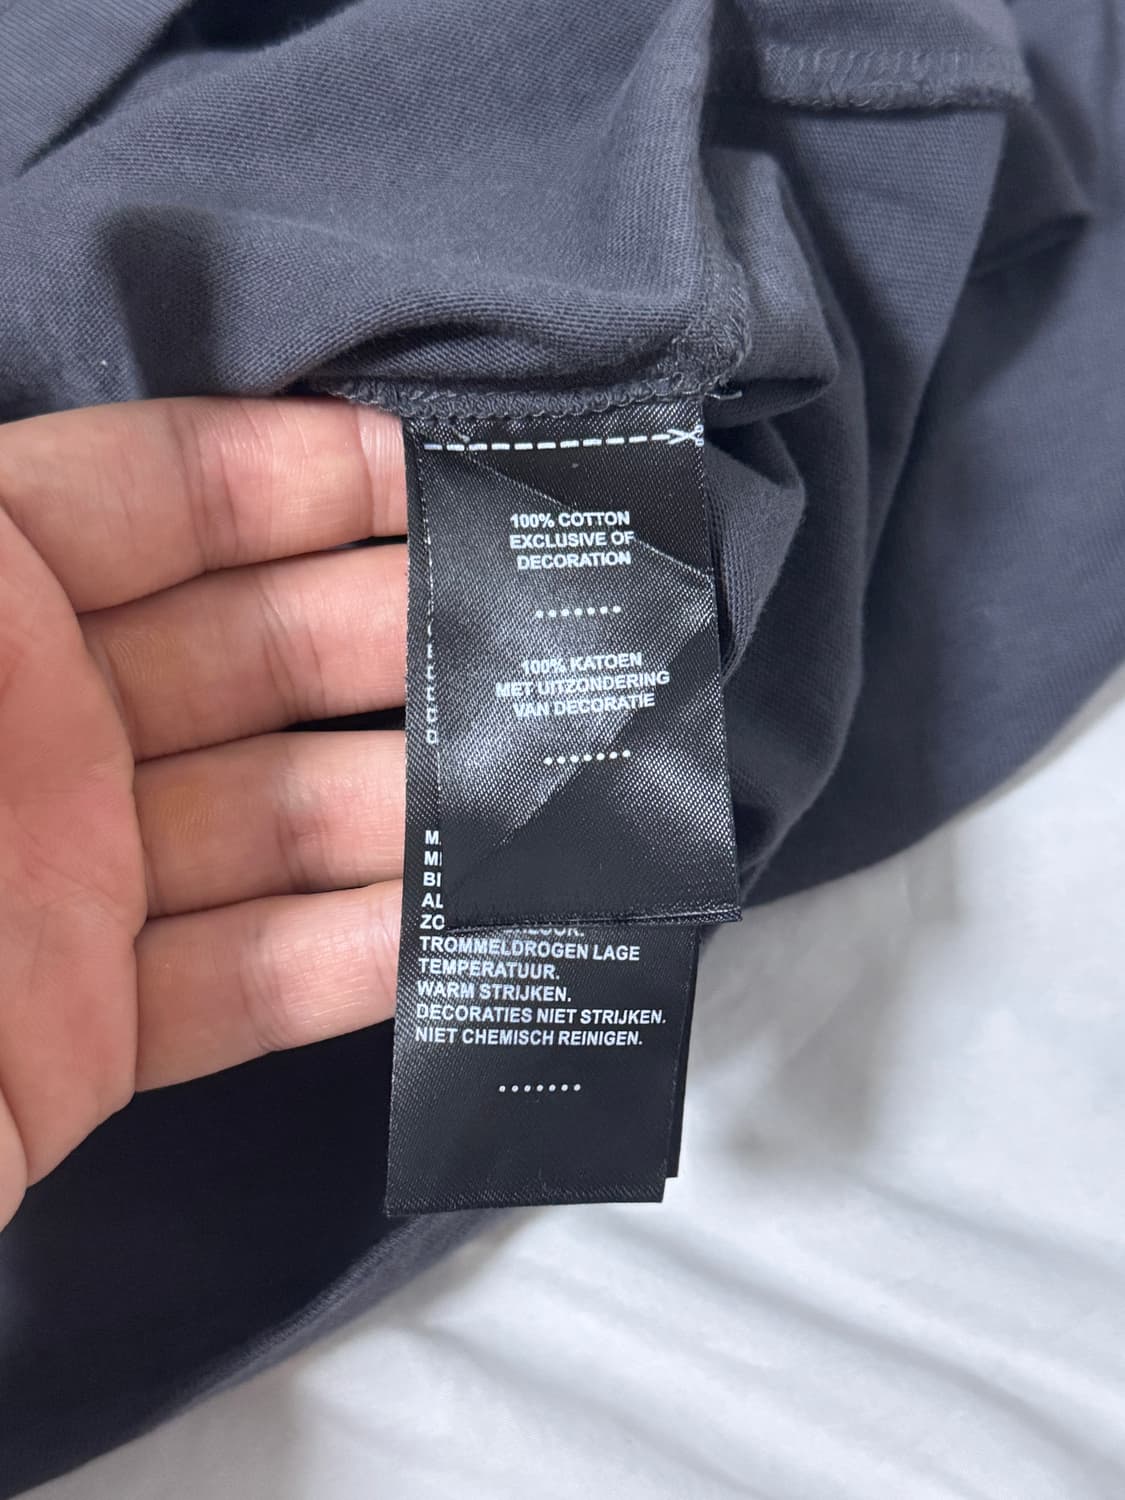 100% COTTON
EXCLUSIVE OF
DECORATION
100% KATOEN
MET UITZONDERING
VAN DECORATIE
TROMMELDROGEN LAGE
TEMPERATUUR.
WARM STRIJKEN.
DECORATIES NIET STRIJKEN.
NIET CHEMISCH REINIGEN.